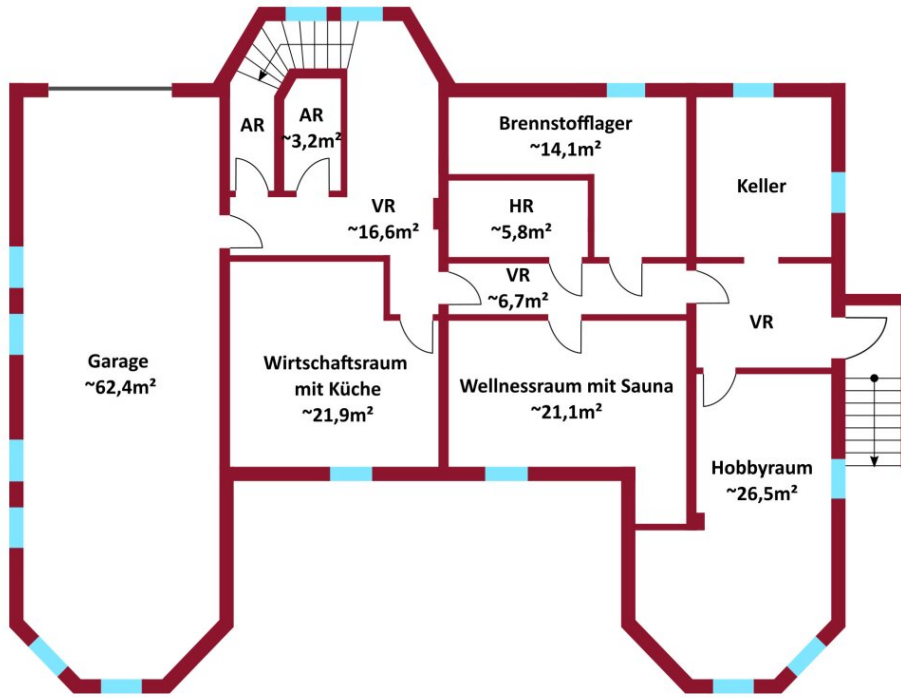 AR
AR
~3,2m²
Brennstofflager
~14,1m²
Keller
VR
~16,6m²
HR
~5,8m²
VR
~6,7m²
VR
Garage
~62,4m²
Wirtschaftsraum
mit Küche
~21,9m²
Wellnessraum mit Sauna
~21,1m²
Hobbyraum
~26,5m²